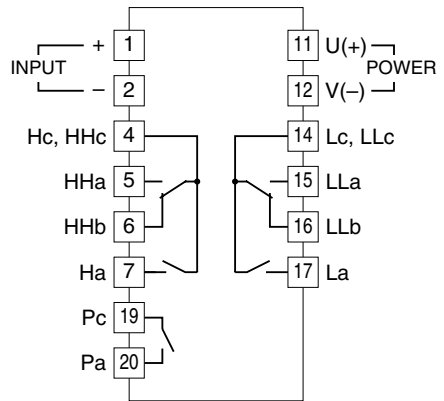 + 1 11 U(+)
INPUT POWER
− 2 12 V(−)
Hc, HHc 4 14 Lc, LLc
HHa 5 15 LLa
HHb 6 16 LLb
Ha 7 17 La
Pc 19
Pa 20